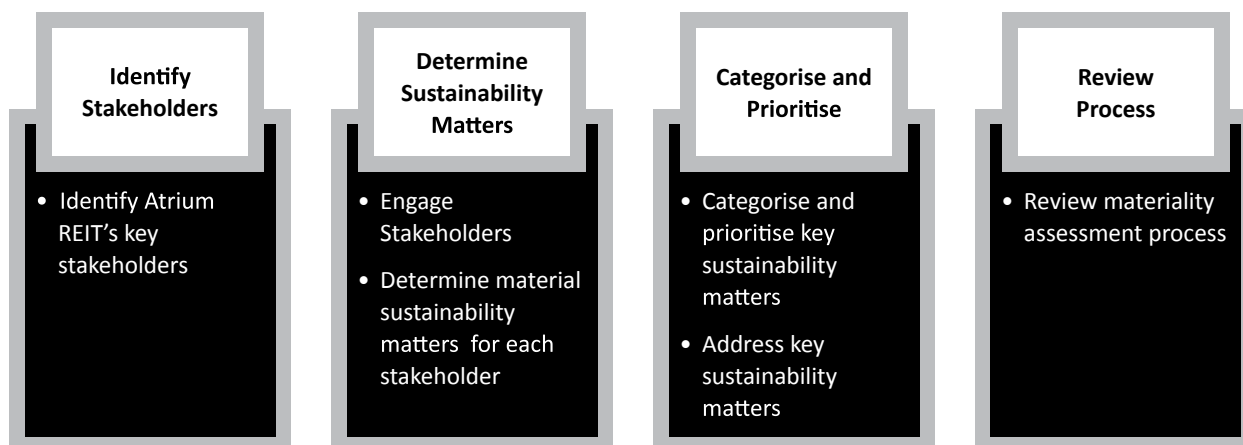 Identify
Stakeholders
• Identify Atrium
REIT’s key
stakeholders
Determine
Sustainability
Matters
• Engage
Stakeholders
• Determine material
sustainability
matters for each
stakeholder
Categorise and
Prioritise
• Categorise and
prioritise key
sustainability
matters
• Address key
sustainability
matters
Review
Process
• Review materiality
assessment process